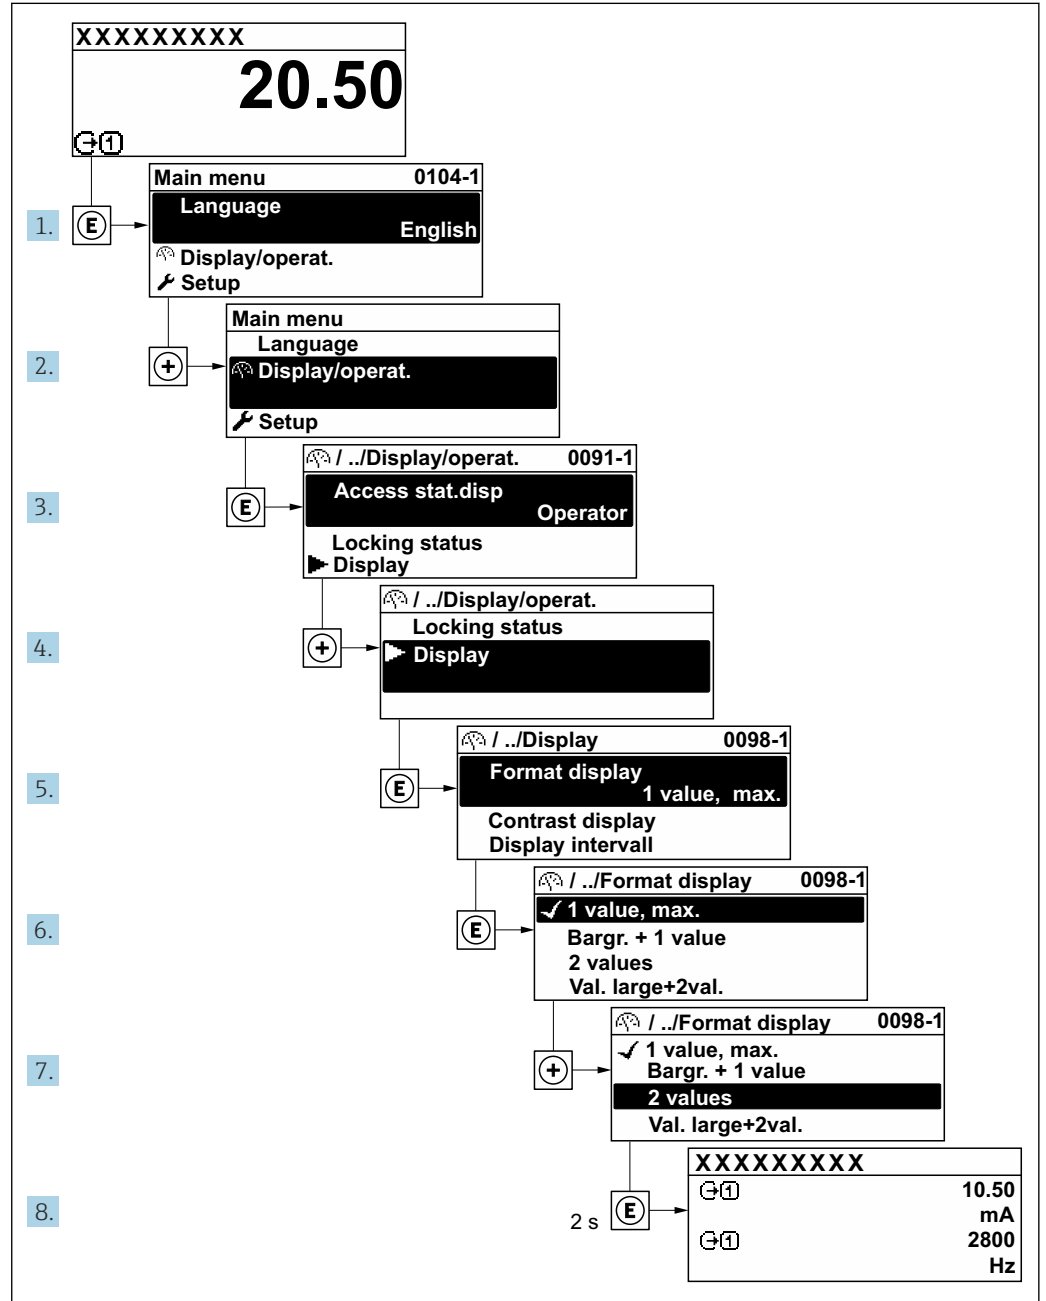 XXXXXXXXX
20.50
1
Main menu 0104-1
1. E Language
English
Display/operat.
Setup
Main menu
Language
2. + Display/operat.
Setup
/ ../Display/operat. 0091-1
3. E Access stat.disp
Operator
Locking status
Display
/ ../Display/operat.
Locking status
4. + Display
/ ../Display 0098-1
5. E Format display
1 value, max.
Contrast display
Display intervall
/ ../Format display 0098-1
6. E 1 value, max.
Bargr. + 1 value
2 values
Val. large+2val.
/ ../Format display 0098-1
1 value, max.
7. + Bargr. + 1 value
2 values
Val. large+2val.
XXXXXXXXX
1 10.50
8. 2 s E mA
1 2800
Hz